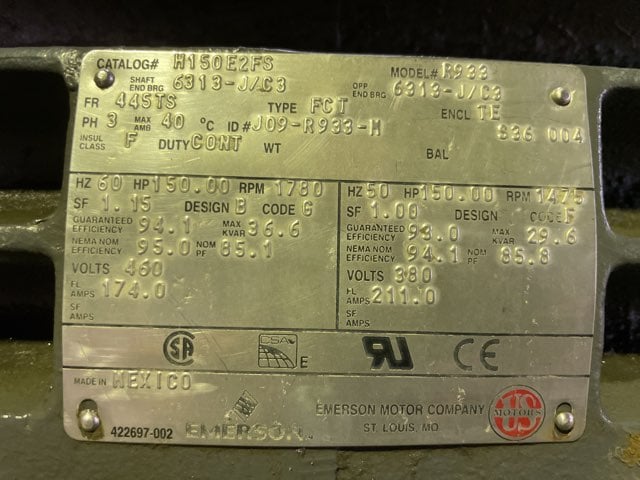 CATALOG# H150E2FS MODEL# R933
SHAFT END BRG 6313-J/C3 OPP END BRG 6313-J/C3
FR 445TS TYPE FCT ENCL TE
PH 3 MAX AMB 40 °C ID# J09-R933-M S36 004
INSUL CLASS F DUTY CONT WT BAL
HZ 60 HP 150.00 RPM 1780
SF 1.15 DESIGN B CODE G
GUARANTEED EFFICIENCY 94.1 MAX KVAR 36.6
NEMA NOM EFFICIENCY 95.0 NOM PF 85.1
VOLTS 460
FL AMPS 174.0
SF AMPS
HZ 50 HP 150.00 RPM 1475
SF 1.00 DESIGN CODE F
GUARANTEED EFFICIENCY 93.0 MAX KVAR 29.6
NEMA NOM EFFICIENCY 94.1 NOM PF 85.8
VOLTS 380
FL AMPS 211.0
SF AMPS
SA CSA E RU CE
MADE IN MEXICO
422697-002 EMERSON
EMERSON MOTOR COMPANY
ST. LOUIS, MO.
US
MOTORS